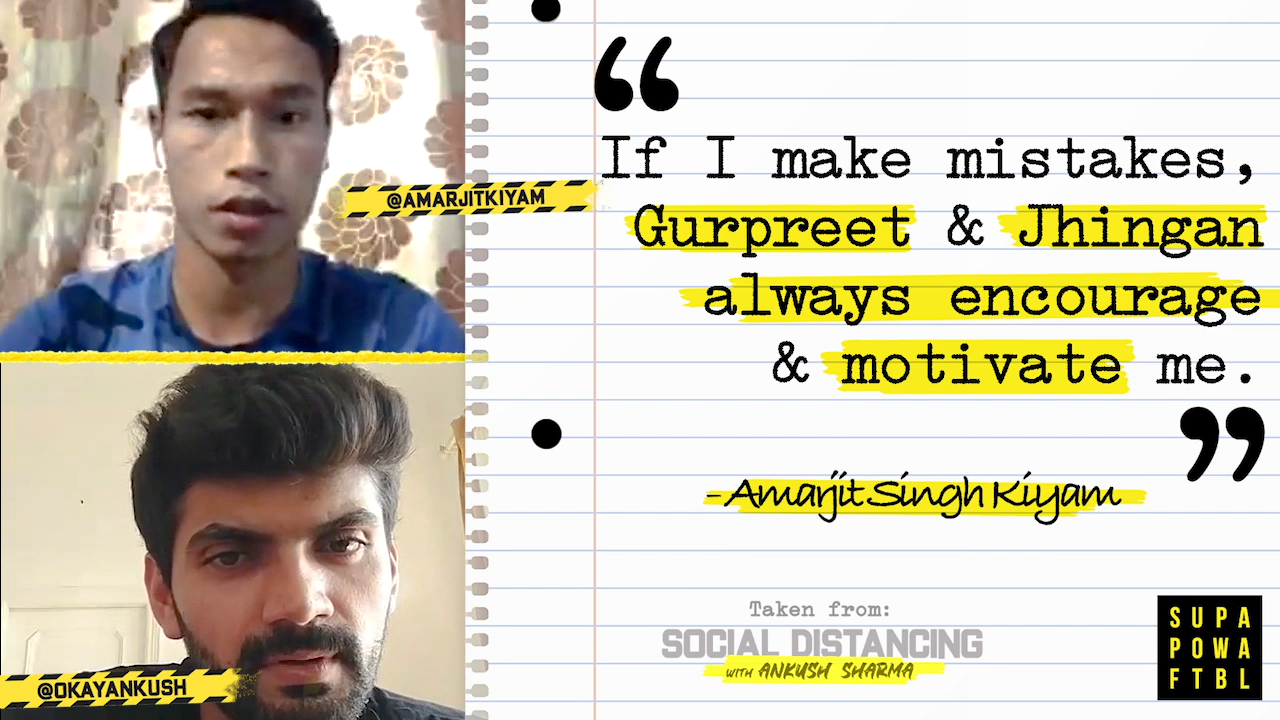 @AMARJITKIYAM
@OKAYANKUSH
“
If I make mistakes,
Gurpreet & Jhingan
always encourage
& motivate me.
”
- Amarjit Singh Kiyam
Taken from:
SOCIAL DISTANCING
WITH ANKUSH SHARMA
SUPA
POWA
FTBL